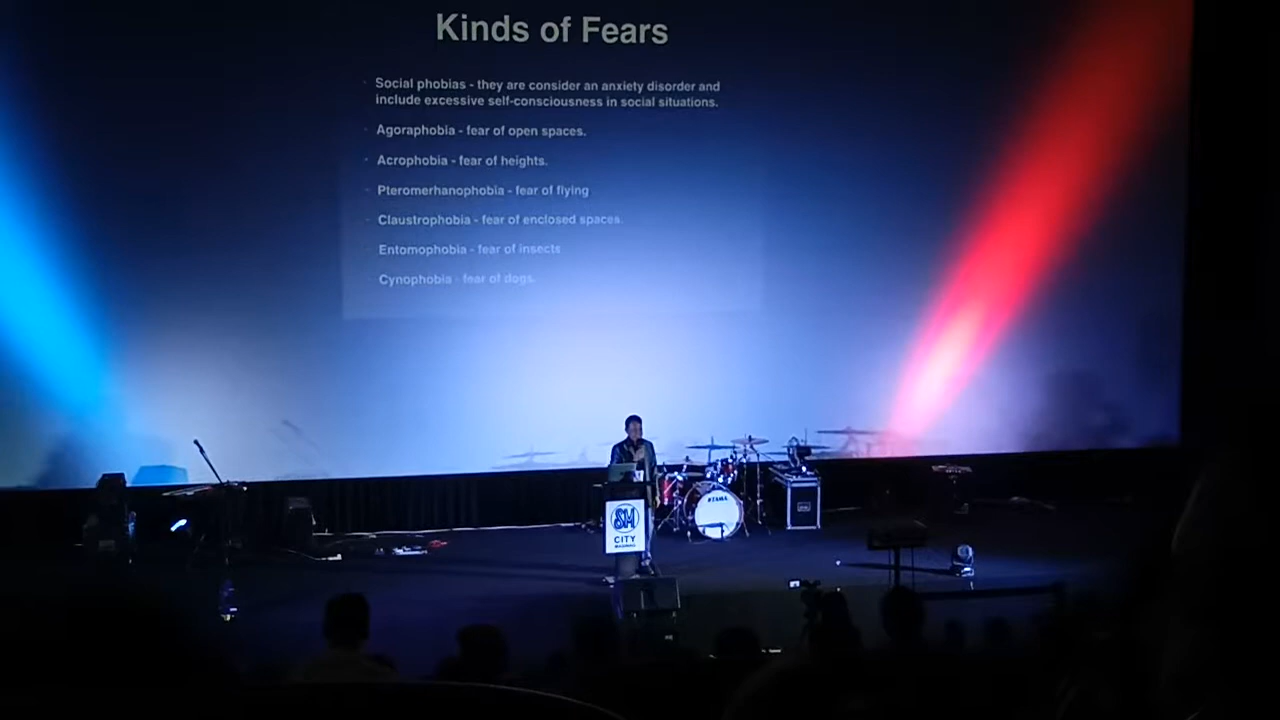 Kinds of Fears
Social phobias - they are consider an anxiety disorder and
include excessive self-consciousness in social situations.
Agoraphobia - fear of open spaces.
Acrophobia - fear of heights.
Pteromerhanophobia - fear of flying
Claustrophobia - fear of enclosed spaces.
Entomophobia - fear of insects
Cynophobia - fear of dogs.
TAMA
SM
CITY